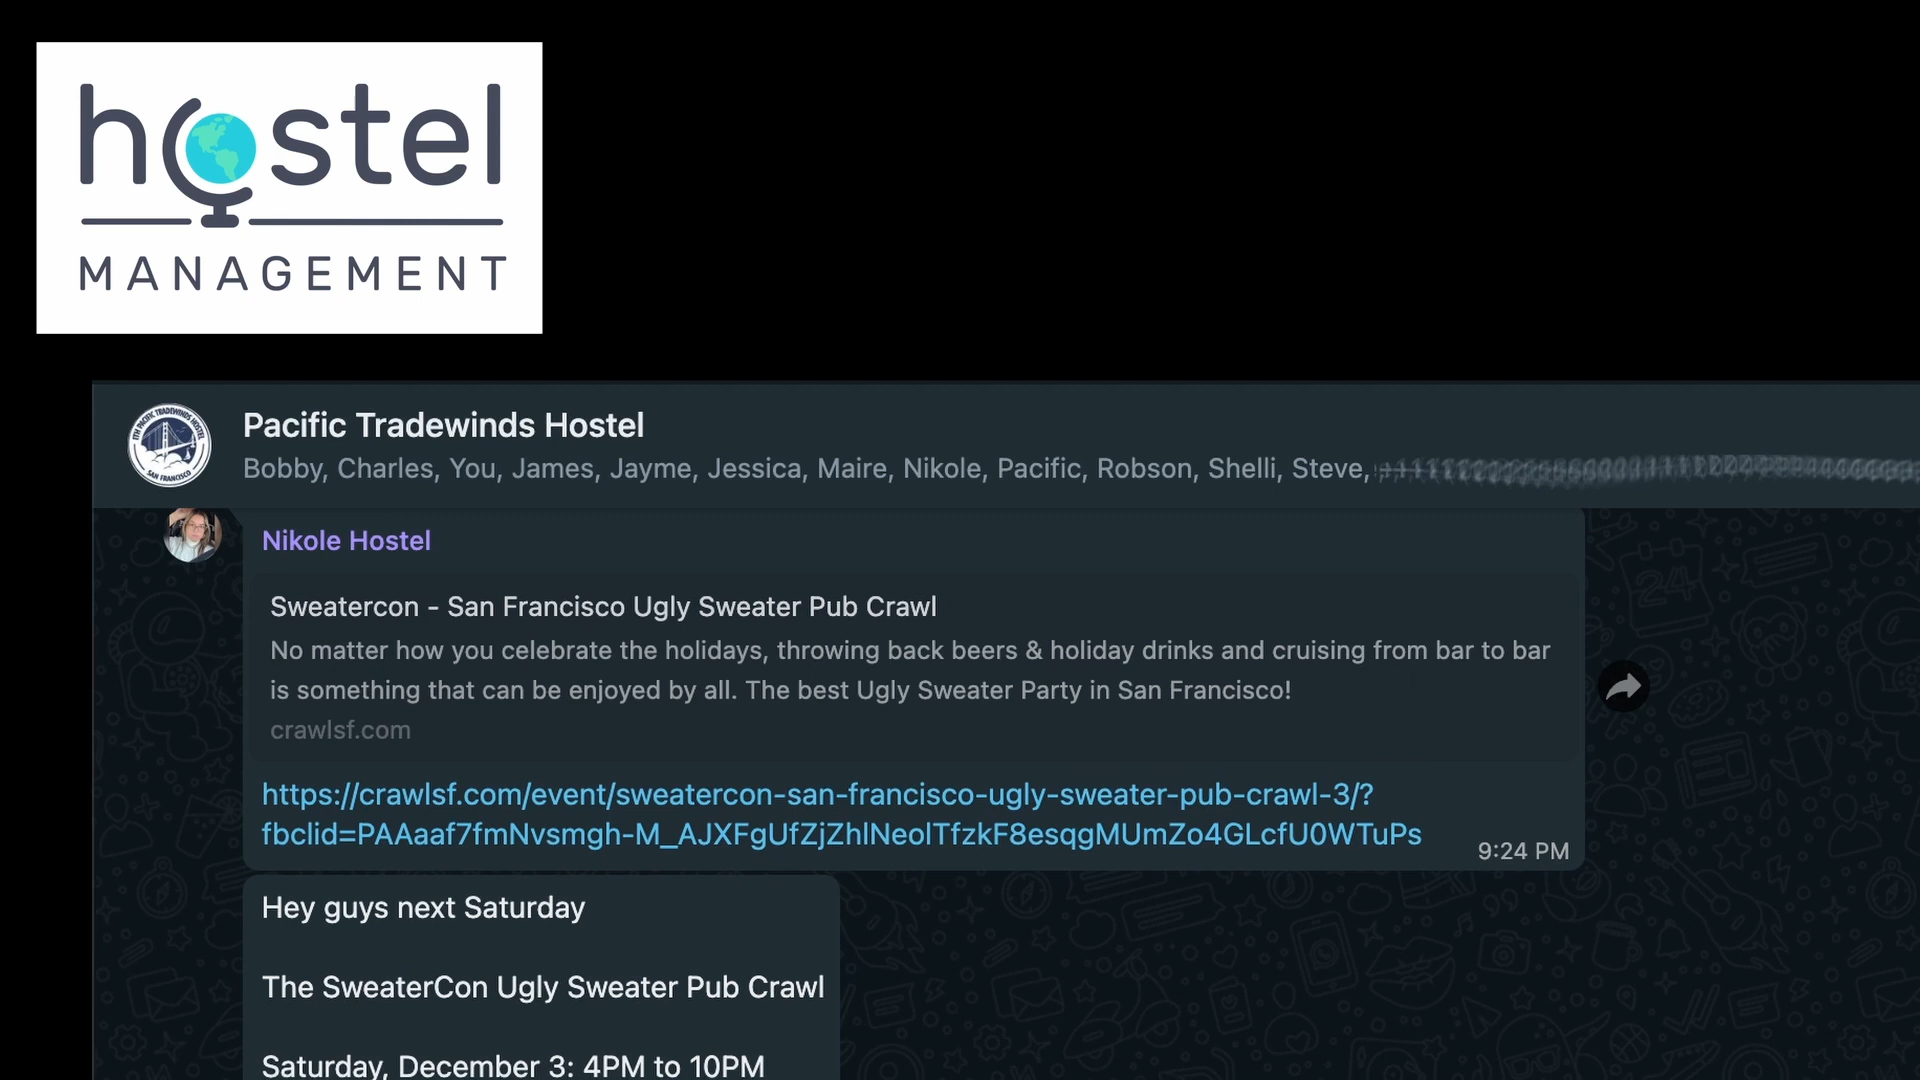 hostel
MANAGEMENT
Pacific Tradewinds Hostel
Bobby, Charles, You, James, Jayme, Jessica, Maire, Nikole, Pacific, Robson, Shelli, Steve,
PACIFIC TRADEWINDS HOSTEL
SAN FRANCISCO
Nikole Hostel
Sweatercon - San Francisco Ugly Sweater Pub Crawl
No matter how you celebrate the holidays, throwing back beers & holiday drinks and cruising from bar to bar
is something that can be enjoyed by all. The best Ugly Sweater Party in San Francisco!
crawlsf.com
https://crawlsf.com/event/sweatercon-san-francisco-ugly-sweater-pub-crawl-3/?
fbclid=PAAaaf7fmNvsmgh-M_AJXFgUfZjZhlNeolTfzkF8esqgMUmZo4GLcfU0WTuPs
9:24 PM
Hey guys next Saturday
The SweaterCon Ugly Sweater Pub Crawl
Saturday, December 3: 4PM to 10PM